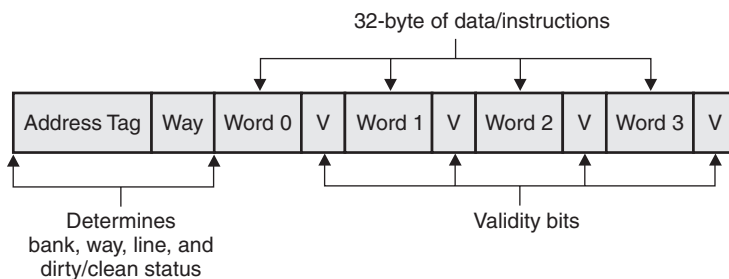 32-byte of data/instructions
Address Tag Way Word 0 V Word 1 V Word 2 V Word 3 V
Determines
bank, way, line, and
dirty/clean status
Validity bits